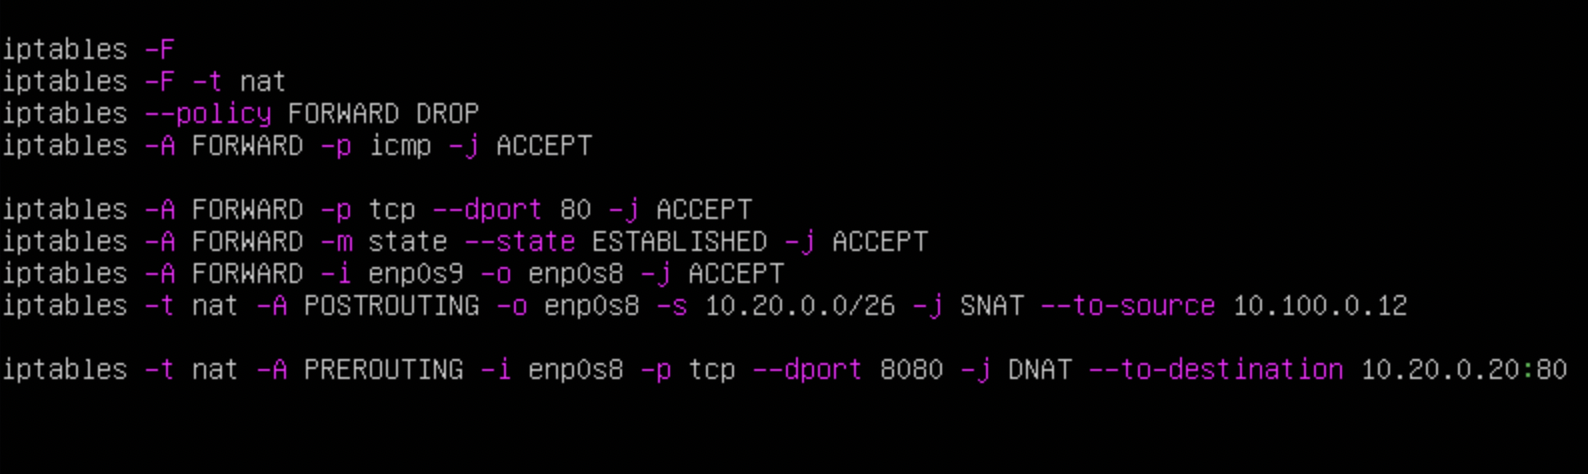 iptables -F
iptables -F -t nat
iptables --policy FORWARD DROP
iptables -A FORWARD -p icmp -j ACCEPT
iptables -A FORWARD -p tcp --dport 80 -j ACCEPT
iptables -A FORWARD -m state --state ESTABLISHED -j ACCEPT
iptables -A FORWARD -i enp0s9 -o enp0s8 -j ACCEPT
iptables -t nat -A POSTROUTING -o enp0s8 -s 10.20.0.0/26 -j SNAT --to-source 10.100.0.12
iptables -t nat -A PREROUTING -i enp0s8 -p tcp --dport 8080 -j DNAT --to-destination 10.20.0.20:80